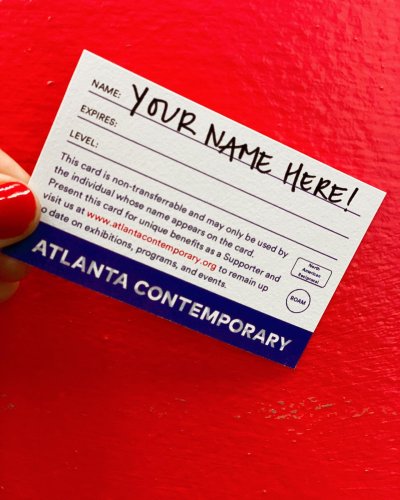 NAME: YOUR NAME HERE!
EXPIRES:
LEVEL:
This card is non-transferrable and may only be used by
the individual whose name appears on the card.
Present this card for unique benefits as a Supporter and
visit us at www.atlantacontemporary.org to remain up
o date on exhibitions, programs, and events.
North
American
Reciprocal
ROAM
ATLANTA CONTEMPORARY